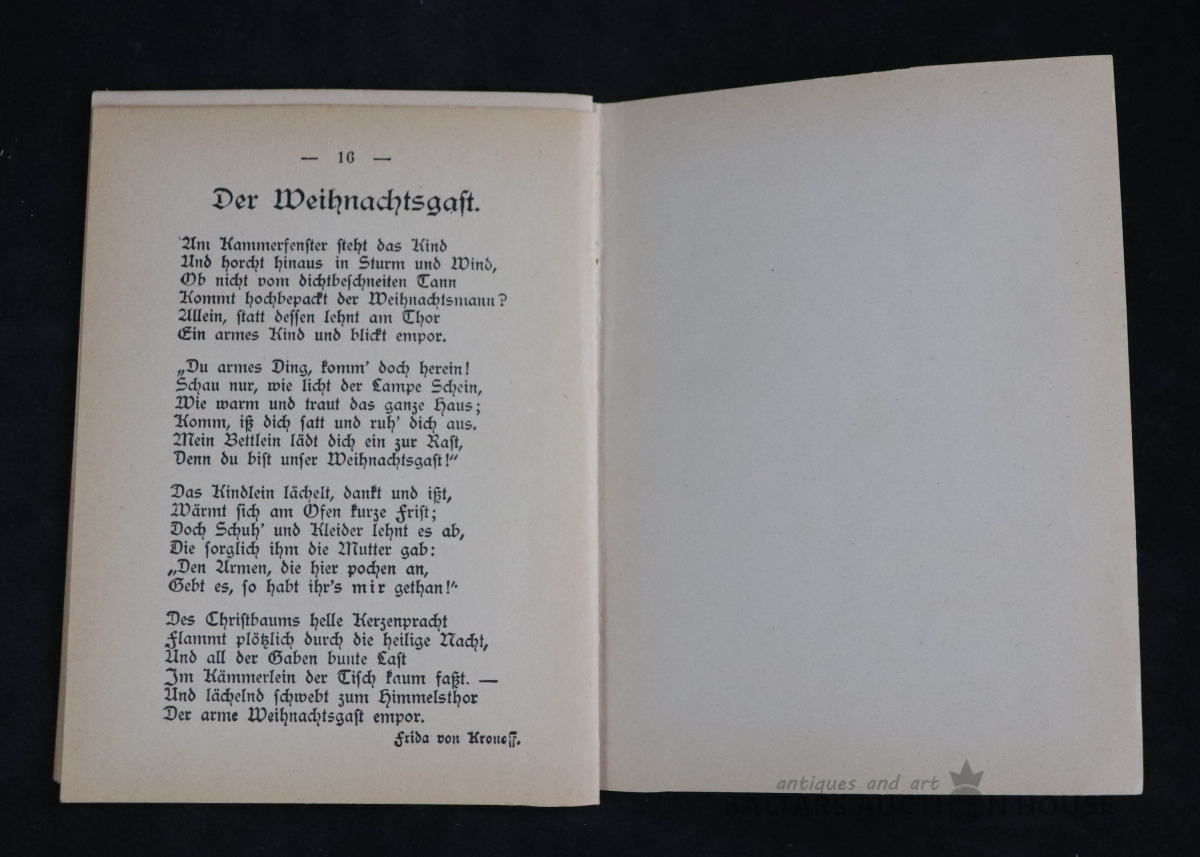 — 16 —
Der Weihnachtsgast.
Am Kammerfenster steht das Kind
Und horcht hinaus in Sturm und Wind,
Ob nicht vom dichtbeschneiten Tann
Kommt hochbepackt der Weihnachtsmann?
Allein, statt dessen lehnt am Thor
Ein armes Kind und blickt empor.
„Du armes Ding, komm' doch herein!
Schau nur, wie licht der Lampe Schein,
Wie warm und traut das ganze Haus;
Komm, iß dich satt und ruh' dich aus.
Mein Bettlein lädt dich ein zur Rast,
Denn du bist unser Weihnachtsgast!“
Das Kindlein lächelt, dankt und ißt,
Wärmt sich am Ofen kurze Frist;
Doch Schuh' und Kleider lehnt es ab,
Die sorglich ihm die Mutter gab:
„Den Armen, die hier pochen an,
Gebt es, so habt ihr's mir gethan!“
Des Christbaums helle Kerzenpracht
Flammt plötzlich durch die heilige Nacht,
Und all der Gaben bunte Last
Im Kämmerlein der Tisch kaum faßt. —
Und lächelnd schwebt zum Himmelsthor
Der arme Weihnachtsgast empor.
Frida von Kronoff.
antiques and art
BALTARS AUCTION HOUSE